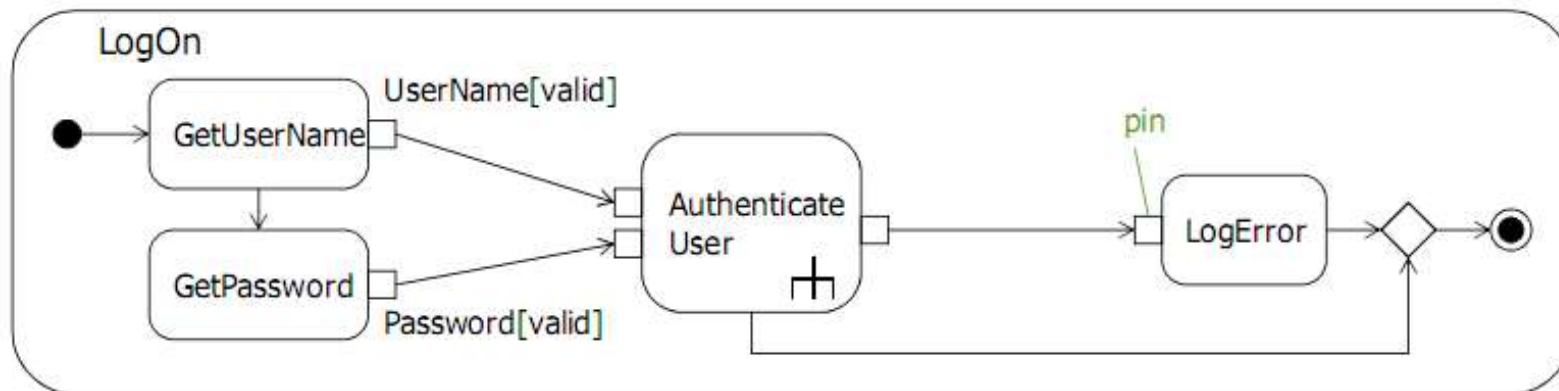 LogOn
UserName[valid]
GetUserName
pin
Authenticate
User
LogError
GetPassword
Password[valid]